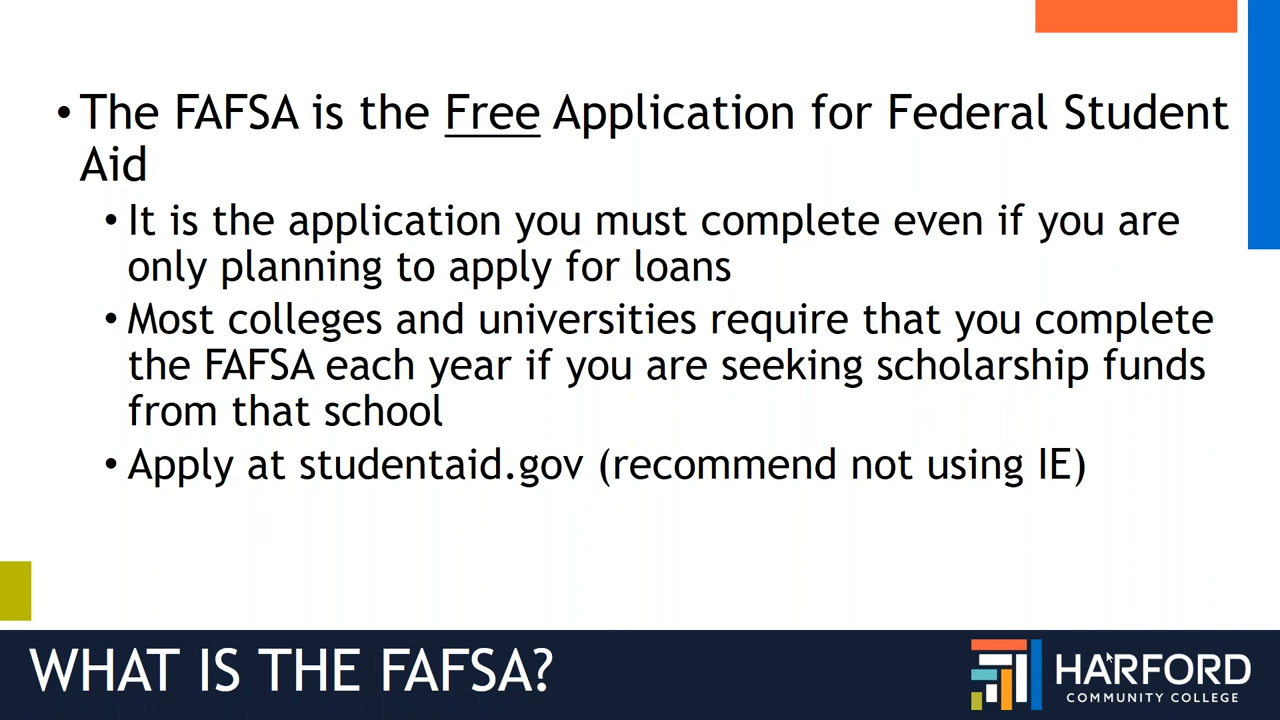 • The FAFSA is the Free Application for Federal Student
Aid
• It is the application you must complete even if you are
only planning to apply for loans
• Most colleges and universities require that you complete
the FAFSA each year if you are seeking scholarship funds
from that school
• Apply at studentaid.gov (recommend not using IE)
WHAT IS THE FAFSA?
HARFORD
COMMUNITY COLLEGE